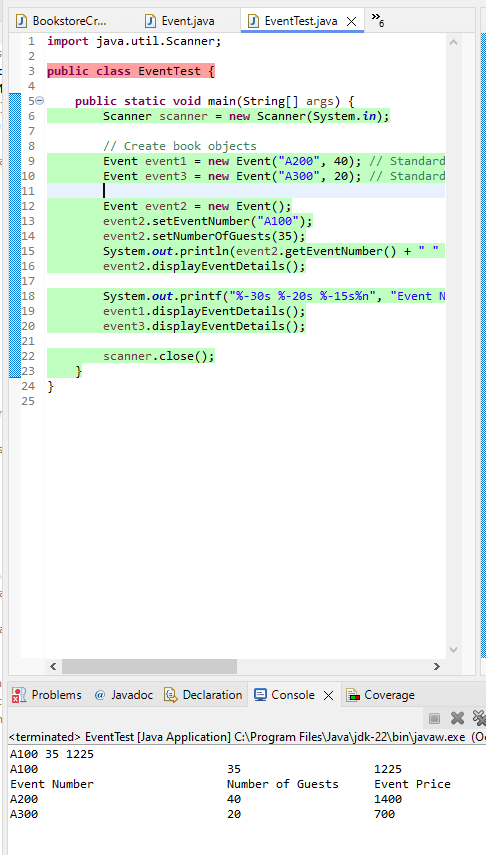 BookstoreCr... Event.java EventTest.java »6
1 import java.util.Scanner;
2
3 public class EventTest {
4
5 public static void main(String[] args) {
6 Scanner scanner = new Scanner(System.in);
7
8 // Create book objects
9 Event event1 = new Event("A200", 40); // Standard
10 Event event3 = new Event("A300", 20); // Standard
11
12 Event event2 = new Event();
13 event2.setEventNumber("A100");
14 event2.setNumberOfGuests(35);
15 System.out.println(event2.getEventNumber() + " "
16 event2.displayEventDetails();
17
18 System.out.printf("%-30s %-20s %-15s%n", "Event N
19 event1.displayEventDetails();
20 event3.displayEventDetails();
21
22 scanner.close();
23 }
24 }
25
Problems @ Javadoc Declaration Console Coverage
<terminated> EventTest [Java Application] C:\Program Files\Java\jdk-22\bin\javaw.exe (Oc
A100 35 1225
A100 35 1225
Event Number Number of Guests Event Price
A200 40 1400
A300 20 700